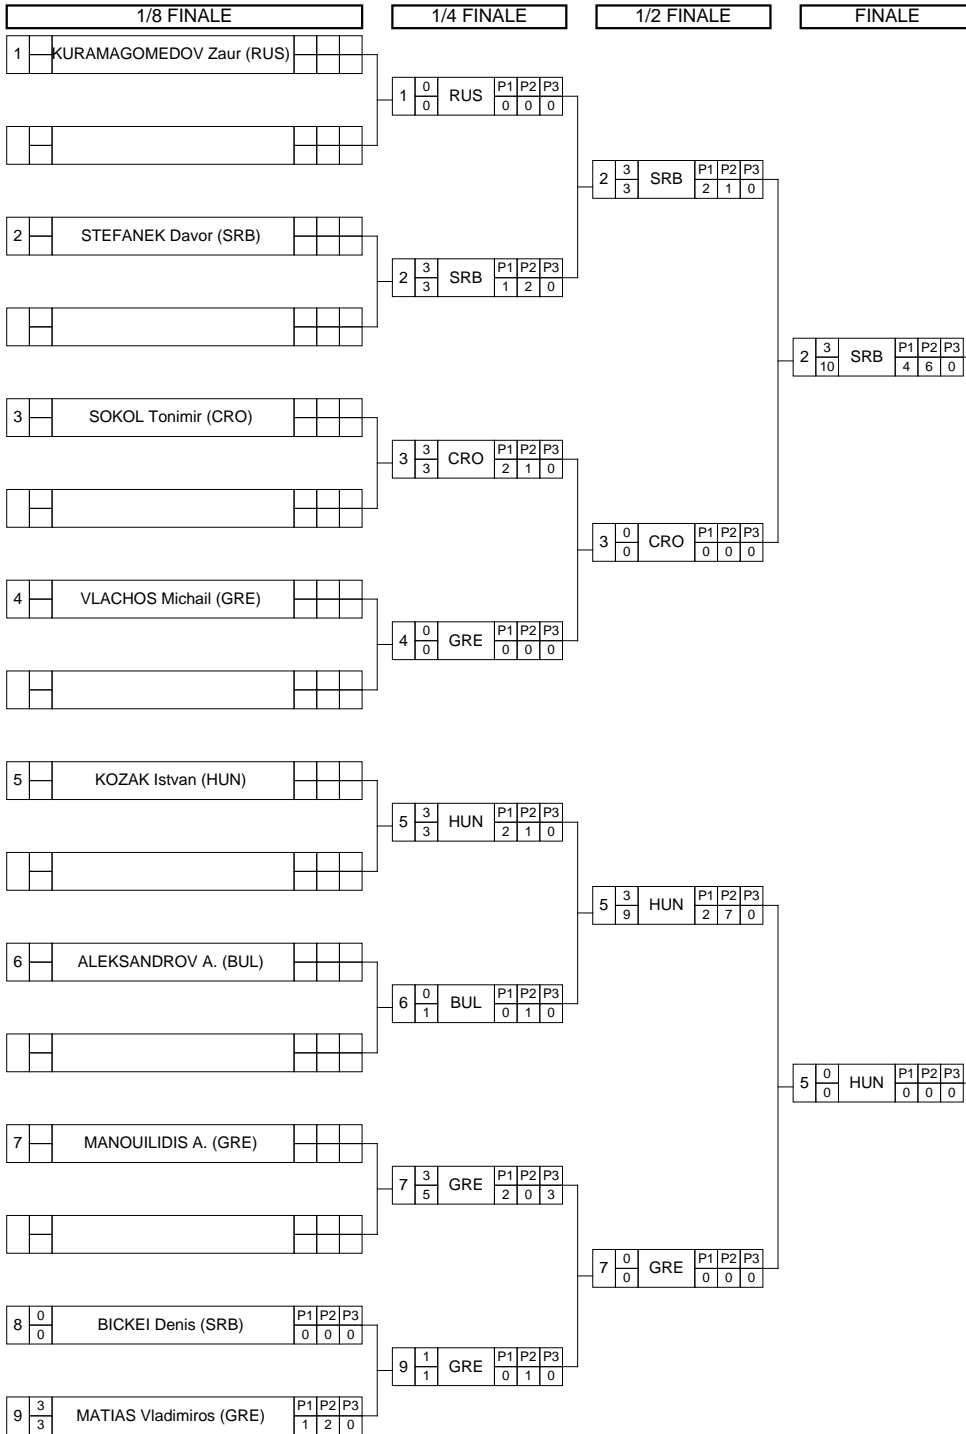 1/8 FINALE 1/4 FINALE 1/2 FINALE FINALE
1 KURAMAGOMEDOV Zaur (RUS)
1 0 RUS P1 P2 P3
0 0 0 0
2 3 SRB P1 P2 P3
3 2 1 0
2 STEFANEK Davor (SRB)
2 3 SRB P1 P2 P3
3 1 2 0
2 3 SRB P1 P2 P3
10 4 6 0
3 SOKOL Tonimir (CRO)
3 3 CRO P1 P2 P3
3 2 1 0
3 0 CRO P1 P2 P3
0 0 0 0
4 VLACHOS Michail (GRE)
4 0 GRE P1 P2 P3
0 0 0 0
5 KOZAK Istvan (HUN)
5 3 HUN P1 P2 P3
3 2 1 0
5 3 HUN P1 P2 P3
9 2 7 0
6 ALEKSANDROV A. (BUL)
6 0 BUL P1 P2 P3
1 0 1 0
5 0 HUN P1 P2 P3
0 0 0 0
7 MANOUILIDIS A. (GRE)
7 3 GRE P1 P2 P3
5 2 0 3
7 0 GRE P1 P2 P3
0 0 0 0
8 0 BICKEI Denis (SRB) P1 P2 P3
0 0 0 0
9 1 GRE P1 P2 P3
1 0 1 0
9 3 MATIAS Vladimiros (GRE) P1 P2 P3
3 1 2 0